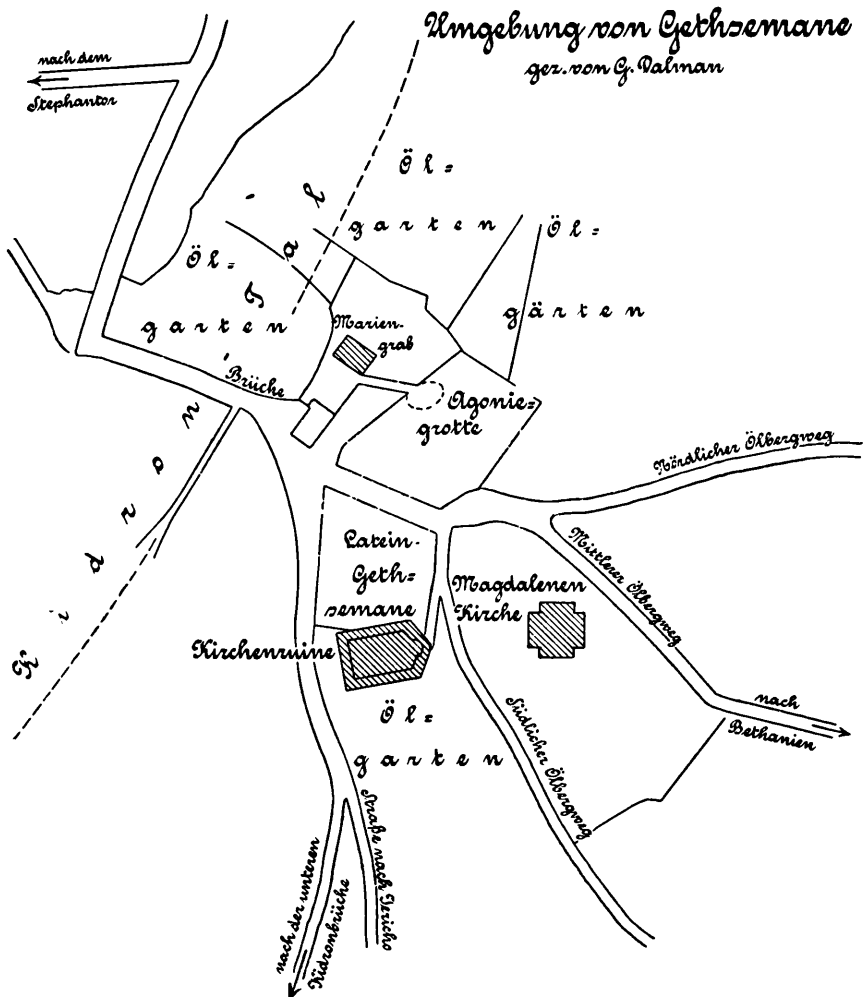 Umgebung von Gethsemane
gez. von G. Dalman
nach dem
Stephantor
Öl=
garten
Öl=
gärten
Tal
Öl=
garten
Marien-
grab
Brücke
Agonie-
grotte
Kidron
Nördlicher Ölbergweg
Mittlerer Ölbergweg
Latein-
Geth=
semane
Magdalenen
Kirche
Kirchenruine
nach
Bethanien
Öl=
garten
Südlicher Ölbergweg
Straße nach Jericho
nach der unteren
Kidronbrücke